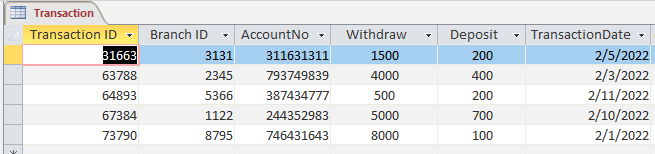 Transaction
Transaction ID Branch ID AccountNo Withdraw Deposit TransactionDate
31663 3131 311631311 1500 200 2/5/2022
63788 2345 793749839 4000 400 2/3/2022
64893 5366 387434777 500 200 2/11/2022
67384 1122 244352983 5000 700 2/10/2022
73790 8795 746431643 8000 100 2/1/2022